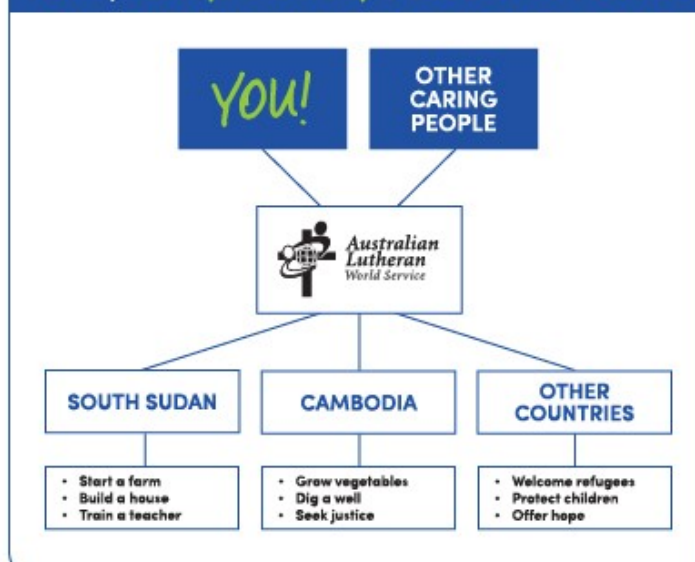 YOU!
OTHER
CARING
PEOPLE
Australian
Lutheran
World Service
SOUTH SUDAN
CAMBODIA
OTHER
COUNTRIES
• Start a farm
• Build a house
• Train a teacher
• Grow vegetables
• Dig a well
• Seek justice
• Welcome refugees
• Protect children
• Offer hope